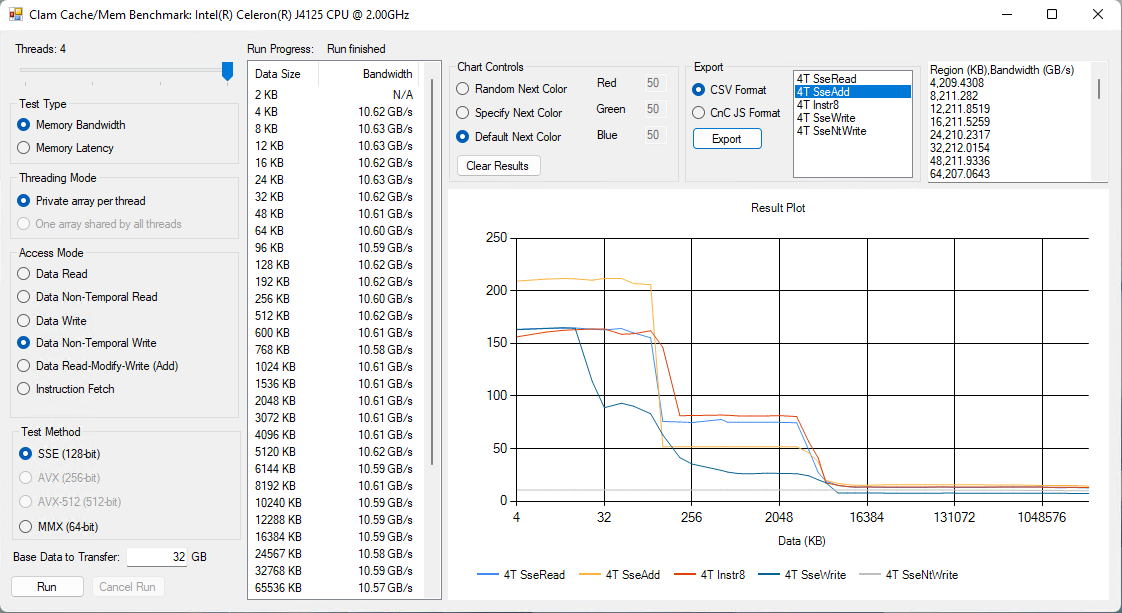 Clam Cache/Mem Benchmark: Intel(R) Celeron(R) J4125 CPU @ 2.00GHz
Threads: 4
Test Type
Memory Bandwidth
Memory Latency
Threading Mode
Private array per thread
One array shared by all threads
Access Mode
Data Read
Data Non-Temporal Read
Data Write
Data Non-Temporal Write
Data Read-Modify-Write (Add)
Instruction Fetch
Test Method
SSE (128-bit)
AVX (256-bit)
AVX-512 (512-bit)
MMX (64-bit)
Base Data to Transfer: 32 GB
Run Cancel Run
Run Progress: Run finished
Data Size Bandwidth
2 KB N/A
4 KB 10.62 GB/s
8 KB 10.63 GB/s
12 KB 10.63 GB/s
16 KB 10.62 GB/s
24 KB 10.63 GB/s
32 KB 10.62 GB/s
48 KB 10.61 GB/s
64 KB 10.60 GB/s
96 KB 10.59 GB/s
128 KB 10.62 GB/s
192 KB 10.62 GB/s
256 KB 10.60 GB/s
512 KB 10.62 GB/s
600 KB 10.61 GB/s
768 KB 10.58 GB/s
1024 KB 10.61 GB/s
1536 KB 10.61 GB/s
2048 KB 10.61 GB/s
3072 KB 10.61 GB/s
4096 KB 10.61 GB/s
5120 KB 10.62 GB/s
6144 KB 10.59 GB/s
8192 KB 10.61 GB/s
10240 KB 10.59 GB/s
12288 KB 10.59 GB/s
16384 KB 10.59 GB/s
24567 KB 10.58 GB/s
32768 KB 10.59 GB/s
65536 KB 10.57 GB/s
Chart Controls
Random Next Color Red 50
Specify Next Color Green 50
Default Next Color Blue 50
Clear Results
Export
CSV Format
CnC JS Format
Export
4T SseRead
4T SseAdd
4T Instr8
4T SseWrite
4T SseNtWrite
Region (KB),Bandwidth (GB/s)
4,209.4308
8,211.282
12,211.8519
16,211.5259
24,210.2317
32,212.0154
48,211.9336
64,207.0643
Result Plot
250
200
150
100
50
0
4 32 256 2048 16384 131072 1048576
Data (KB)
4T SseRead 4T SseAdd 4T Instr8 4T SseWrite 4T SseNtWrite